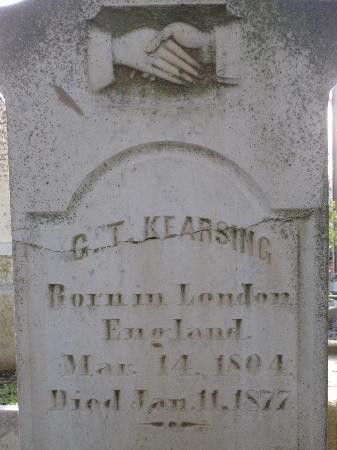 G. T. KEARSING
Born in London
England.
Mar. 14, 1804.
Died Jan. 11, 1877